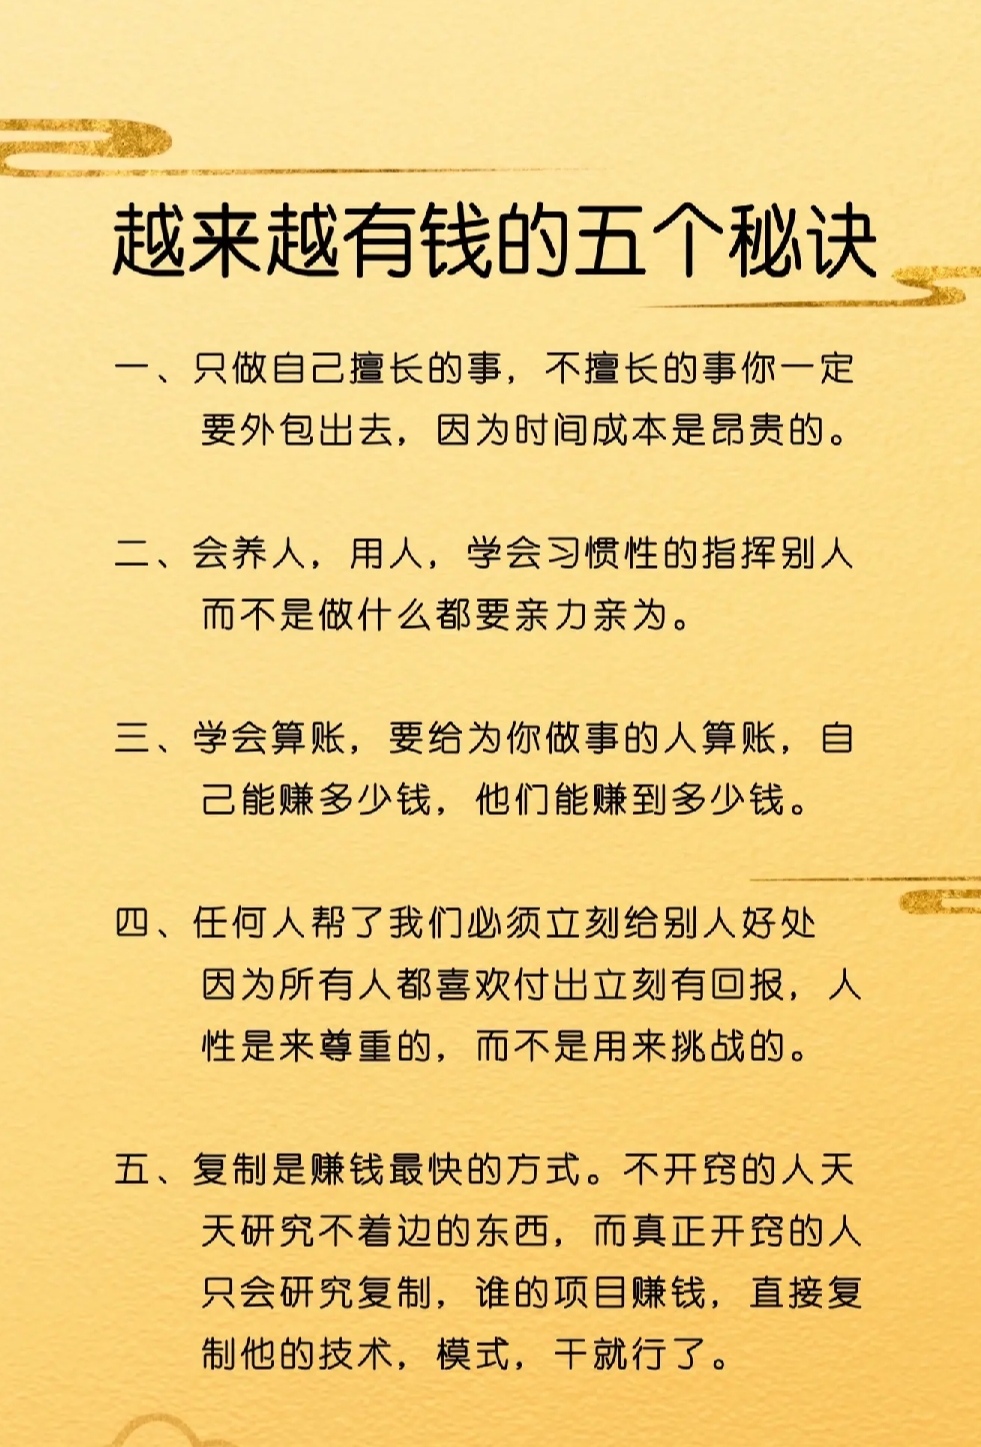 越来越有钱的五个秘诀
一、只做自己擅长的事，不擅长的事你一定
要外包出去，因为时间成本是昂贵的。
二、会养人，用人，学会习惯性的指挥别人
而不是做什么都要亲力亲为。
三、学会算账，要给为你做事的人算账，自
己能赚多少钱，他们能赚到多少钱。
四、任何人帮了我们必须立刻给别人好处
因为所有人都喜欢付出立刻有回报，人
性是来尊重的，而不是用来挑战的。
五、复制是赚钱最快的方式。不开窍的人天
天研究不着边的东西，而真正开窍的人
只会研究复制，谁的项目赚钱，直接复
制他的技术，模式，干就行了。